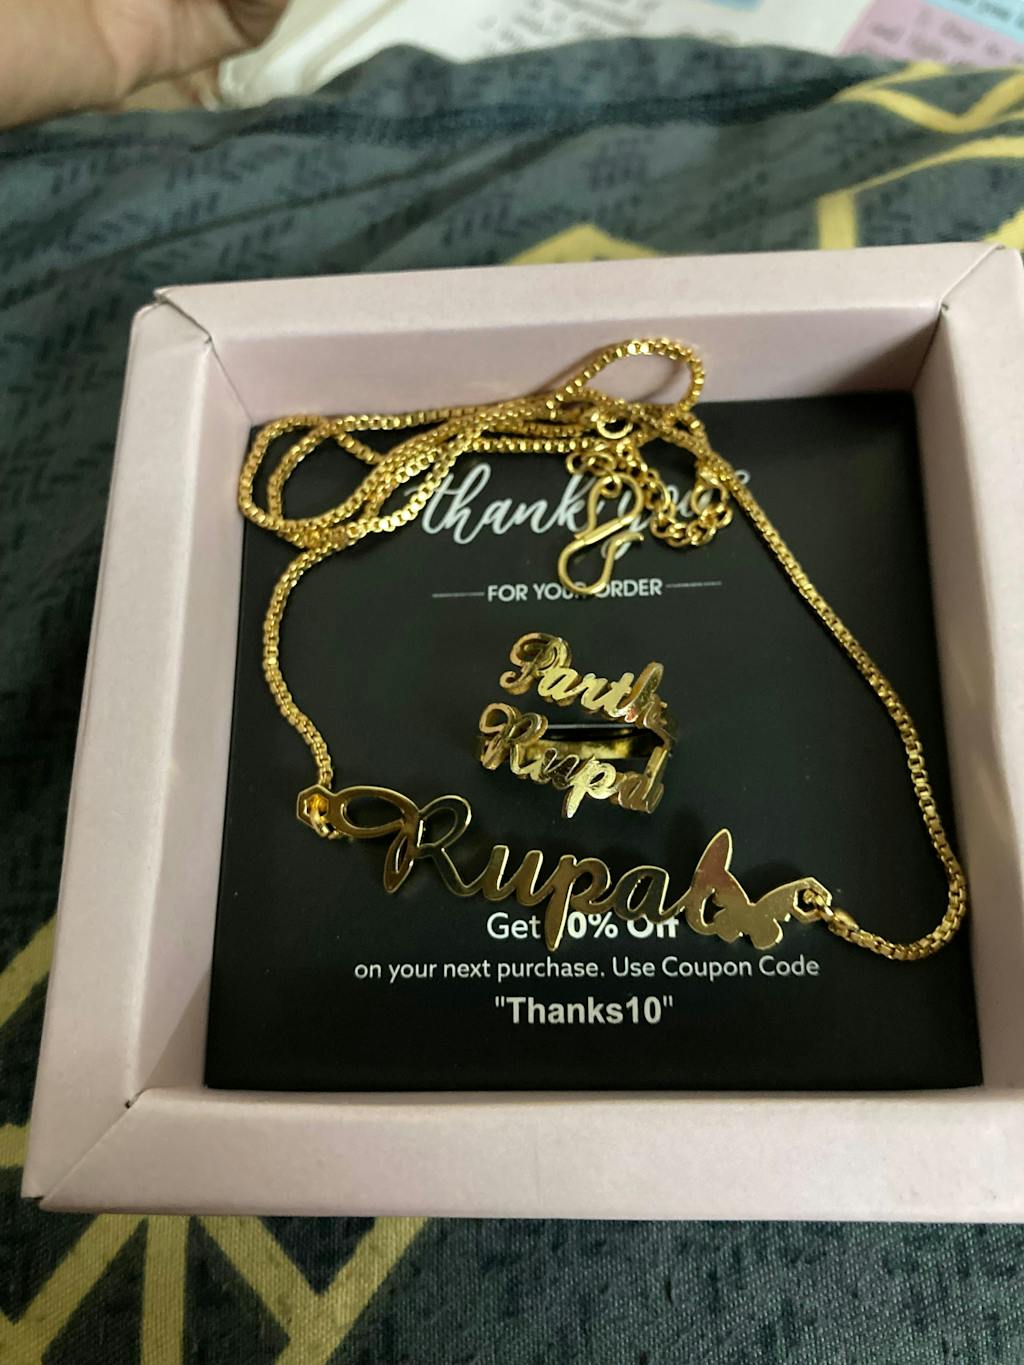 thank you
FOR YOUR ORDER
Parth
Rupal
Rupal
Get 10% Off
on your next purchase. Use Coupon Code
"Thanks10"